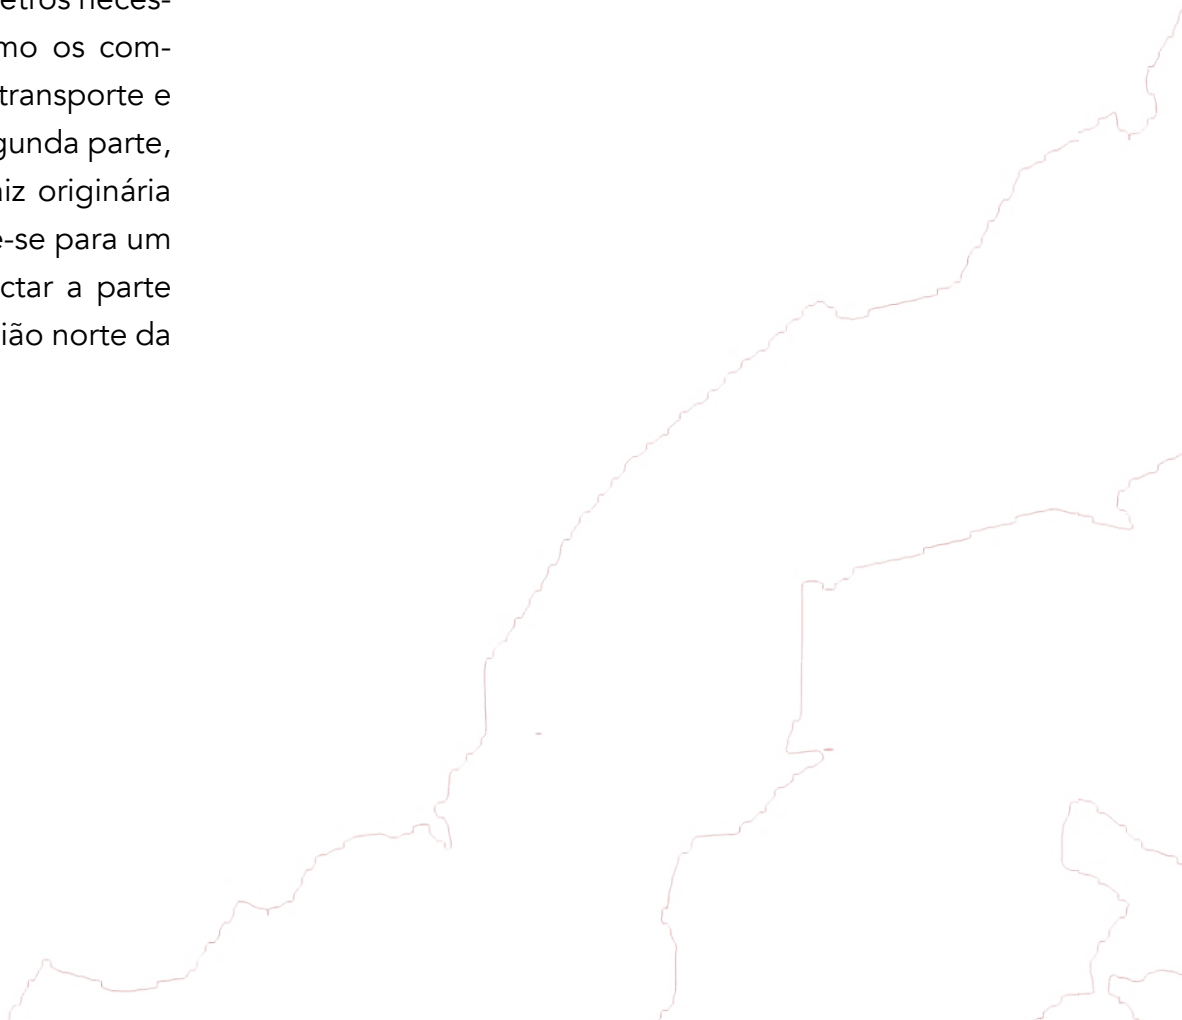 etros neces-
mo os com-
transporte e
gunda parte,
iz originária
e-se para um
ctar a parte
ião norte da